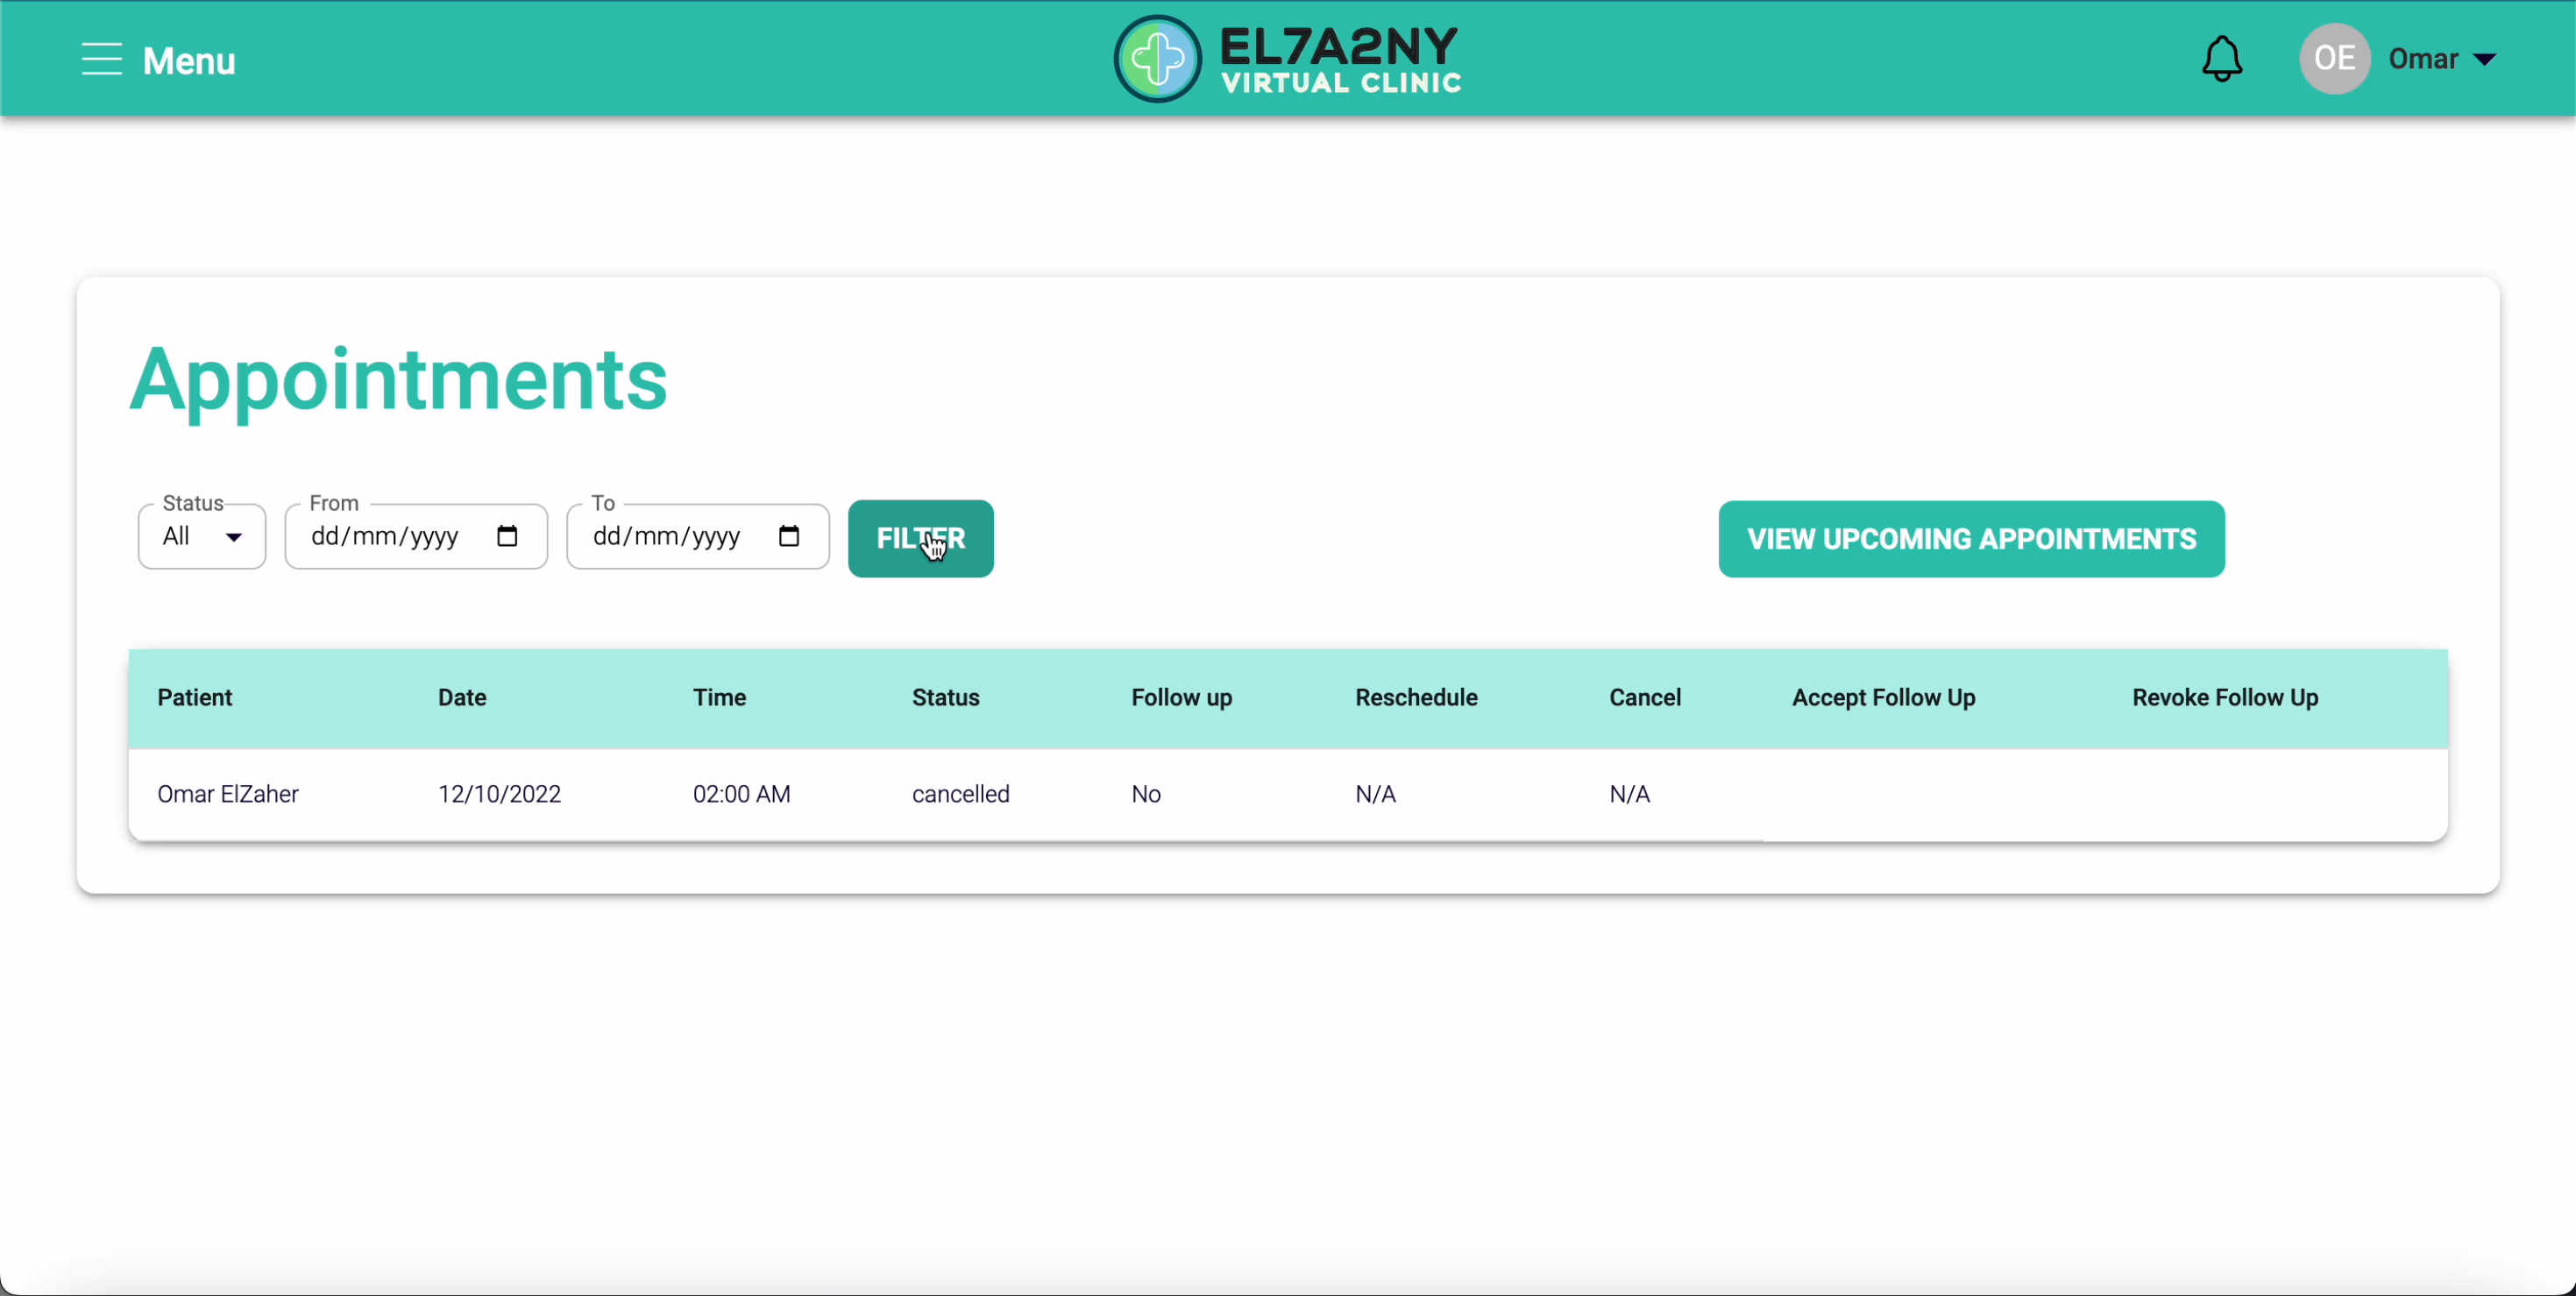 Menu
EL7A2NY
VIRTUAL CLINIC
OE Omar
Appointments
Status
All
From
dd/mm/yyyy
To
dd/mm/yyyy
FILTER
VIEW UPCOMING APPOINTMENTS
Patient Date Time Status Follow up Reschedule Cancel Accept Follow Up Revoke Follow Up
Omar ElZaher 12/10/2022 02:00 AM cancelled No N/A N/A